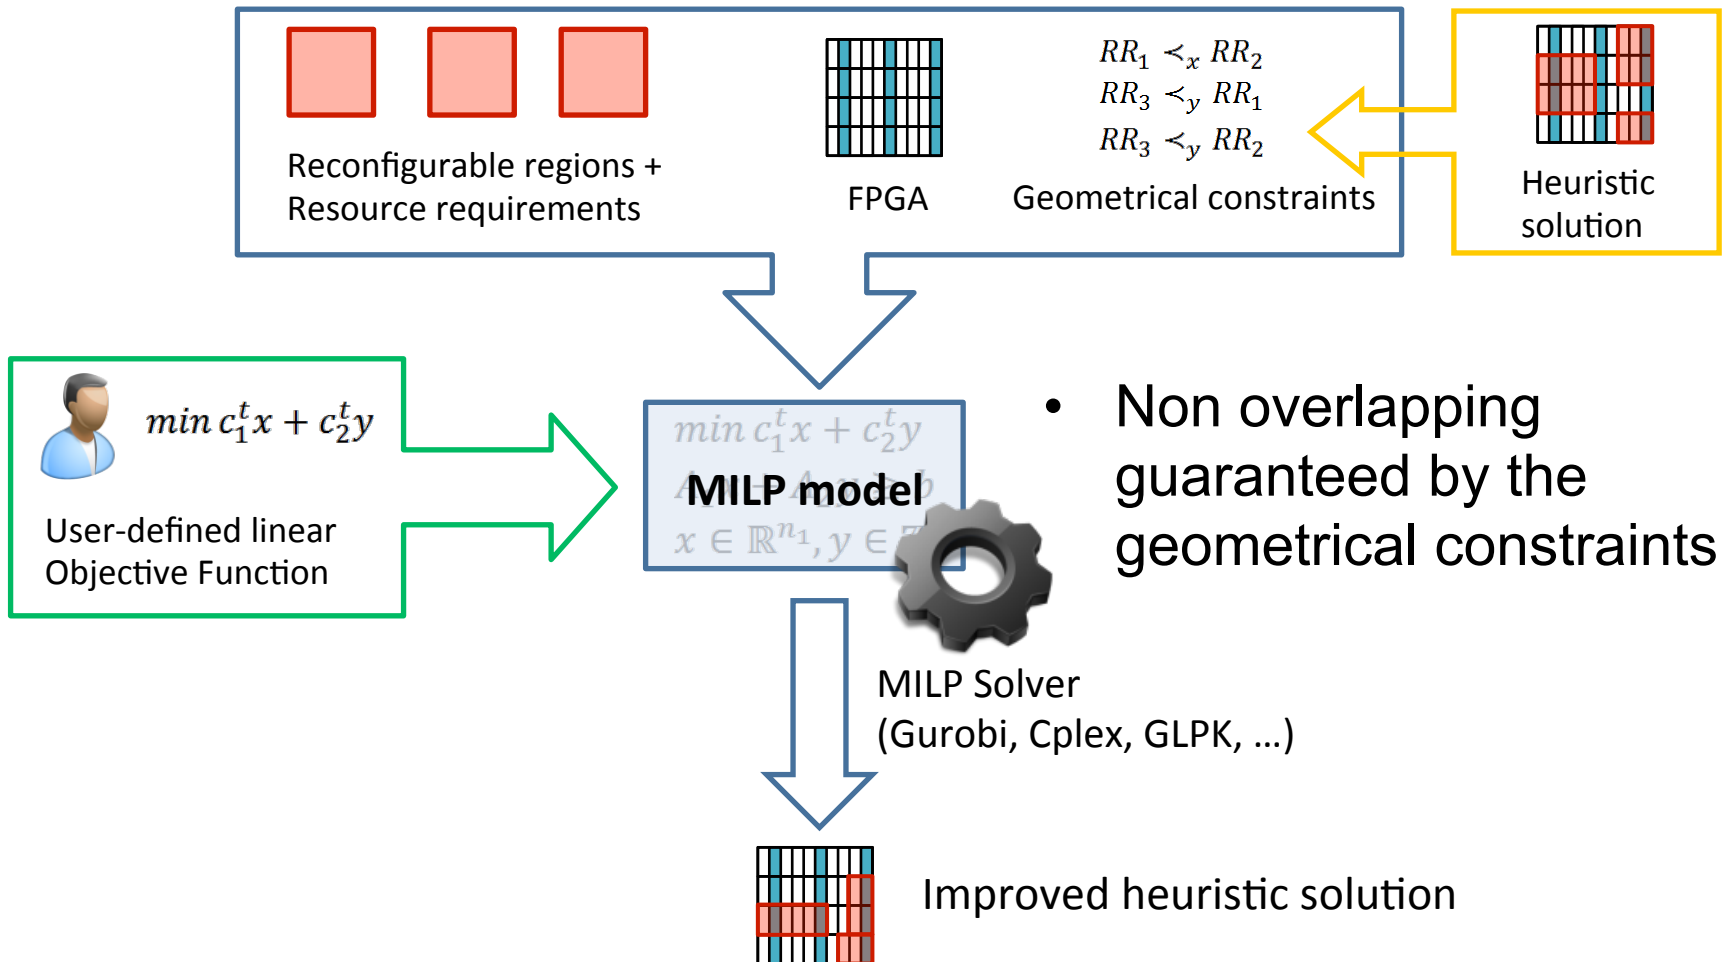 RR₁ ≺ₓ RR₂
RR₃ ≺ᵧ RR₁
RR₃ ≺ᵧ RR₂
Reconfigurable regions +
Resource requirements
FPGA
Geometrical constraints
Heuristic
solution
min c₁ᵗx + c₂ᵗy
User-defined linear
Objective Function
min c₁ᵗx + c₂ᵗy
MILP model
x ∈ ℝⁿ¹, y ∈
• Non overlapping
guaranteed by the
geometrical constraints
MILP Solver
(Gurobi, Cplex, GLPK, ...)
Improved heuristic solution